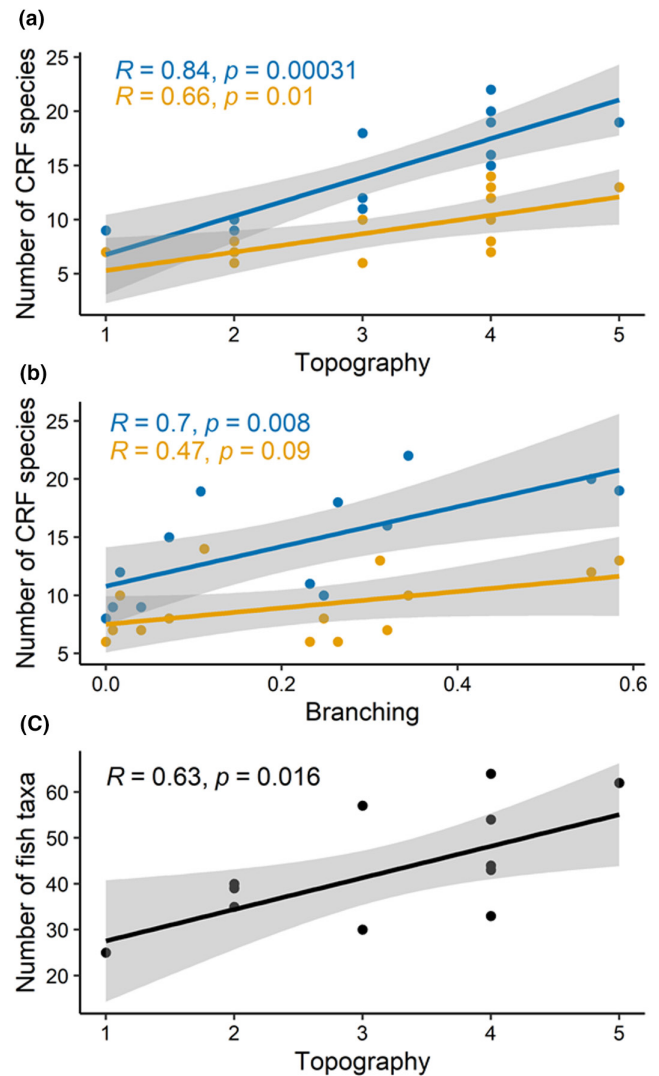 (a)
25
20
15
10
5
Number of CRF species
R = 0.84, p = 0.00031
R = 0.66, p = 0.01
1 2 3 4 5
Topography
(b)
25
20
15
10
5
Number of CRF species
R = 0.7, p = 0.008
R = 0.47, p = 0.09
0.0 0.2 0.4 0.6
Branching
(C)
60
50
40
30
20
Number of fish taxa
R = 0.63, p = 0.016
1 2 3 4 5
Topography